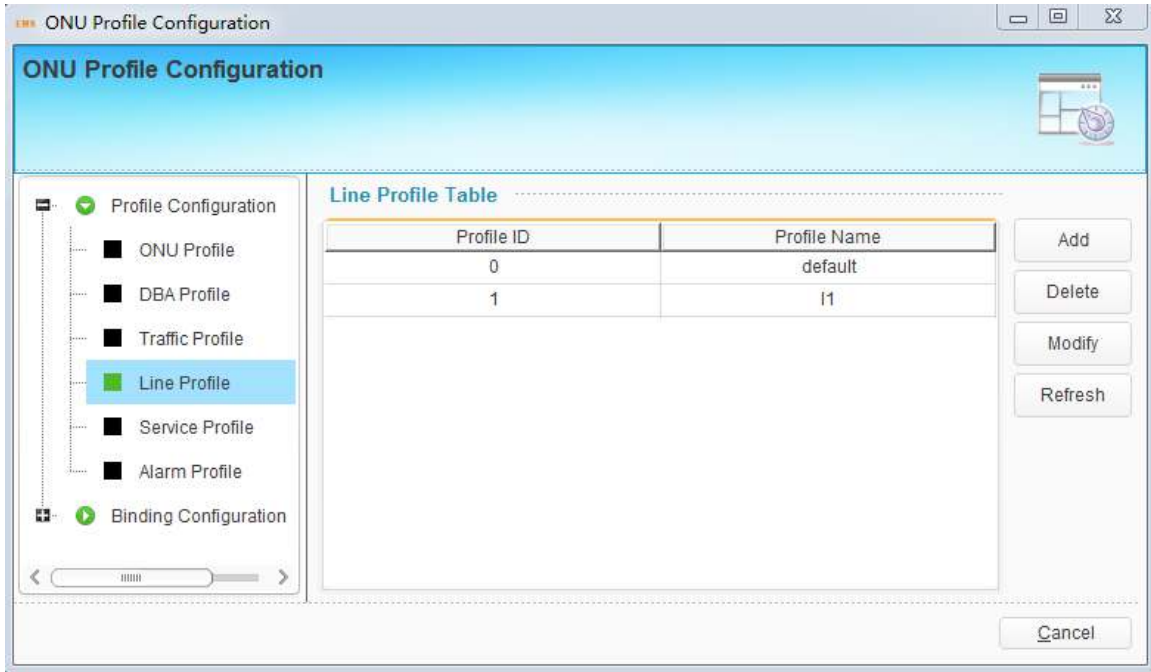 EMS ONU Profile Configuration
ONU Profile Configuration
Profile Configuration
ONU Profile
DBA Profile
Traffic Profile
Line Profile
Service Profile
Alarm Profile
Binding Configuration
Line Profile Table
Profile ID Profile Name
0 default
1 l1
Add
Delete
Modify
Refresh
Cancel